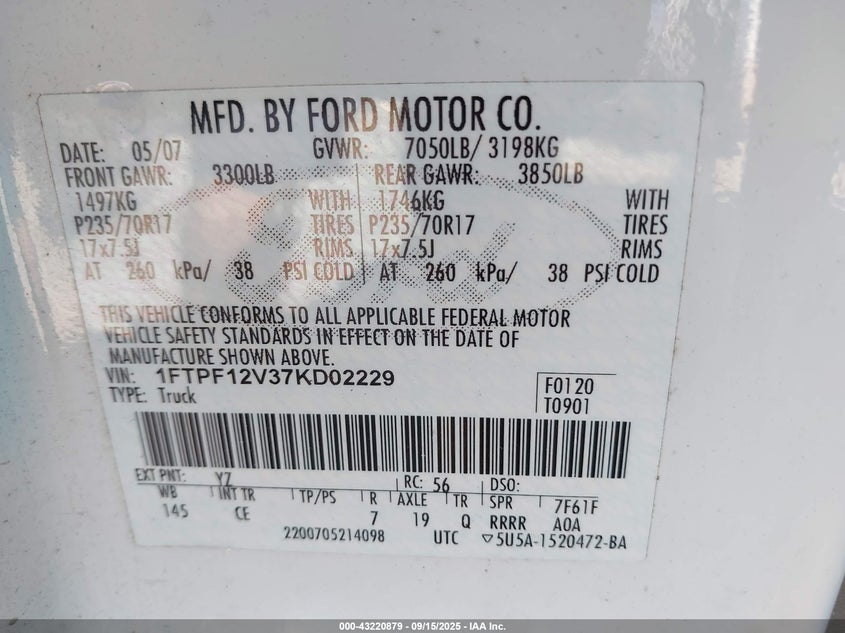 MFD. BY FORD MOTOR CO.
DATE: 05/07 GVWR: 7050LB/ 3198KG
FRONT GAWR: 3300LB REAR GAWR: 3850LB
1497KG WITH 1746KG WITH
P235/70R17 TIRES P235/70R17 TIRES
17x7.5J RIMS 17x7.5J RIMS
AT 260 kPa/ 38 PSI COLD AT 260 kPa/ 38 PSI COLD
THIS VEHICLE CONFORMS TO ALL APPLICABLE FEDERAL MOTOR
VEHICLE SAFETY STANDARDS IN EFFECT ON THE DATE OF
MANUFACTURE SHOWN ABOVE.
VIN: 1FTPF12V37KD02229
TYPE: Truck
F0120
T0901
EXT PNT: YZ RC: 56 DSO:
WB INT TR TP/PS R AXLE TR SPR 7F61F
145 CE 7 19 Q RRRR A0A
2200705214098 UTC ▽5U5A-1520472-BA
000-43220879 - 09/15/2025 - IAA Inc.